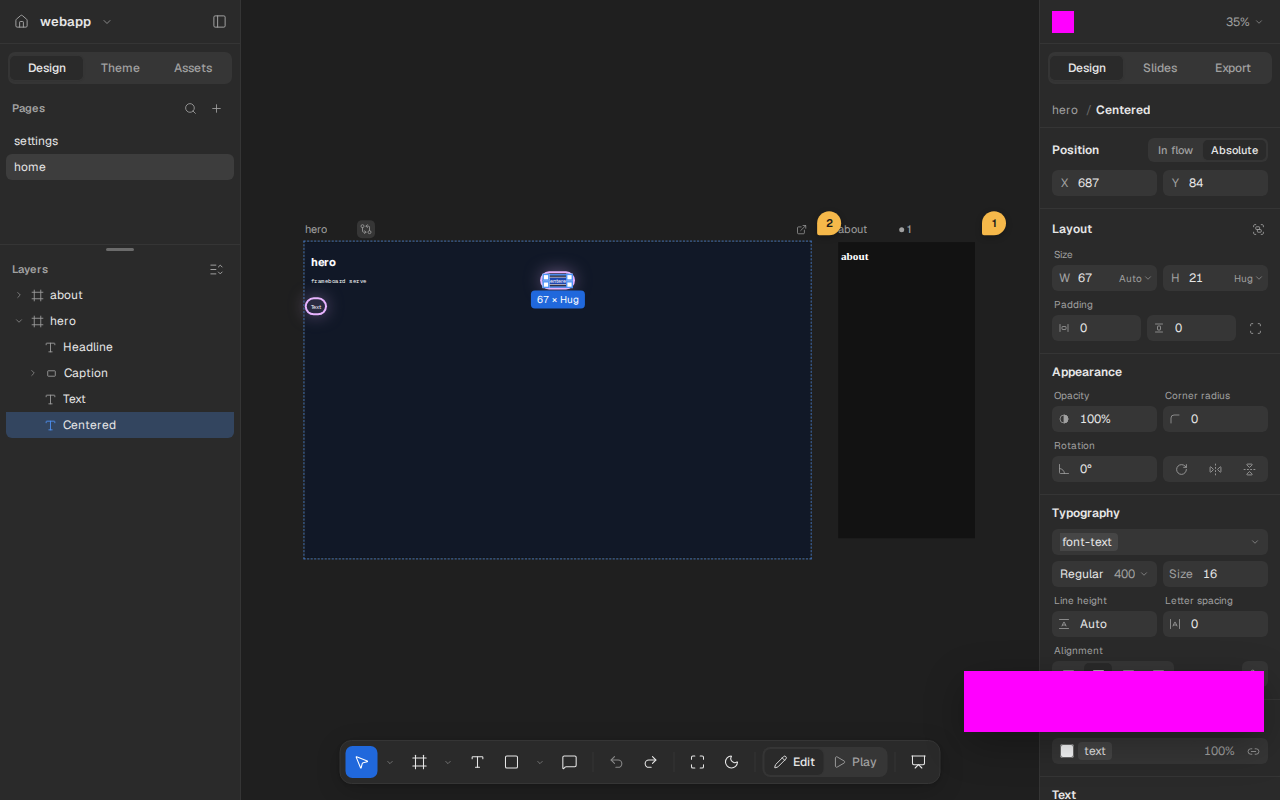 webapp
Design
Theme
Assets
Pages
settings
home
Layers
about
hero
Headline
Caption
Text
Centered
hero
2
about
1
1
hero
frameboard serve
Text
67 × Hug
about
Edit
Play
35%
Design
Slides
Export
hero / Centered
Position
In flow
Absolute
X 687
Y 84
Layout
Size
W 67 Auto
H 21 Hug
Padding
0
0
Appearance
Opacity
Corner radius
100%
0
Rotation
0°
Typography
font-text
Regular 400
Size 16
Line height
Letter spacing
Auto
0
Alignment
text 100%
Text